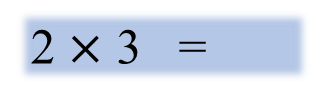 2 × 3 =